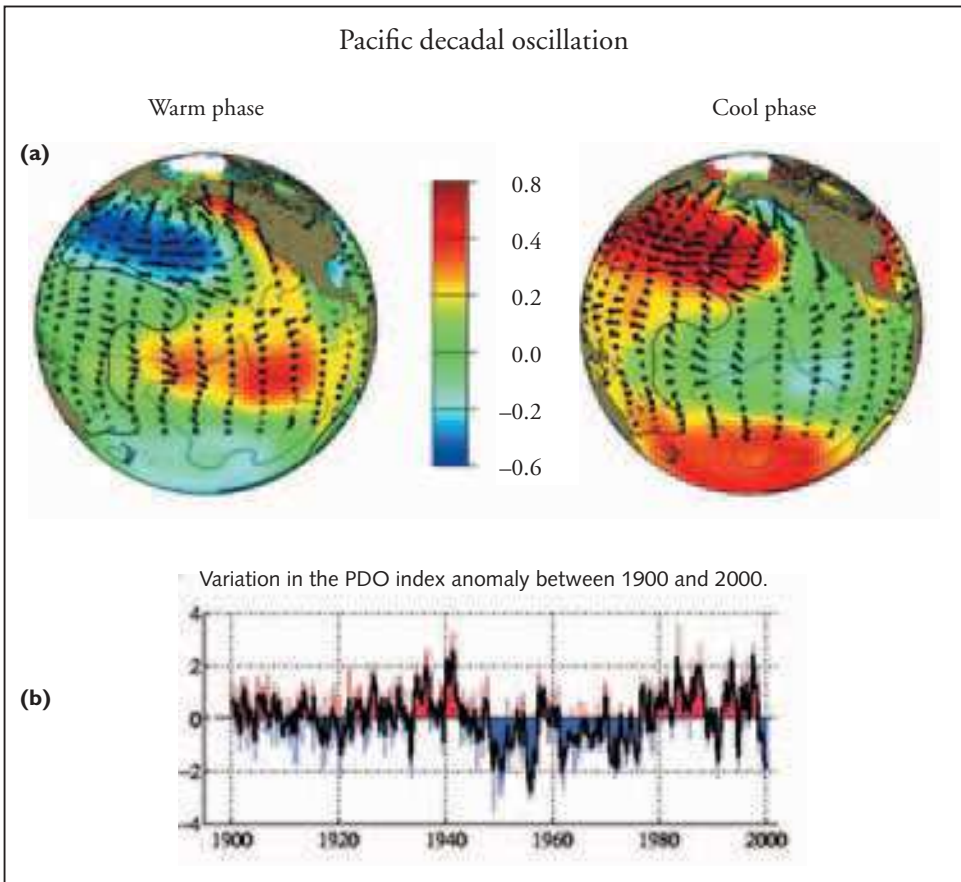 Pacific decadal oscillation
Warm phase
Cool phase
(a)
0.8
0.4
0.2
0.0
–0.2
–0.6
Variation in the PDO index anomaly between 1900 and 2000.
(b)
4
2
0
–2
–4
1900 1920 1940 1960 1980 2000